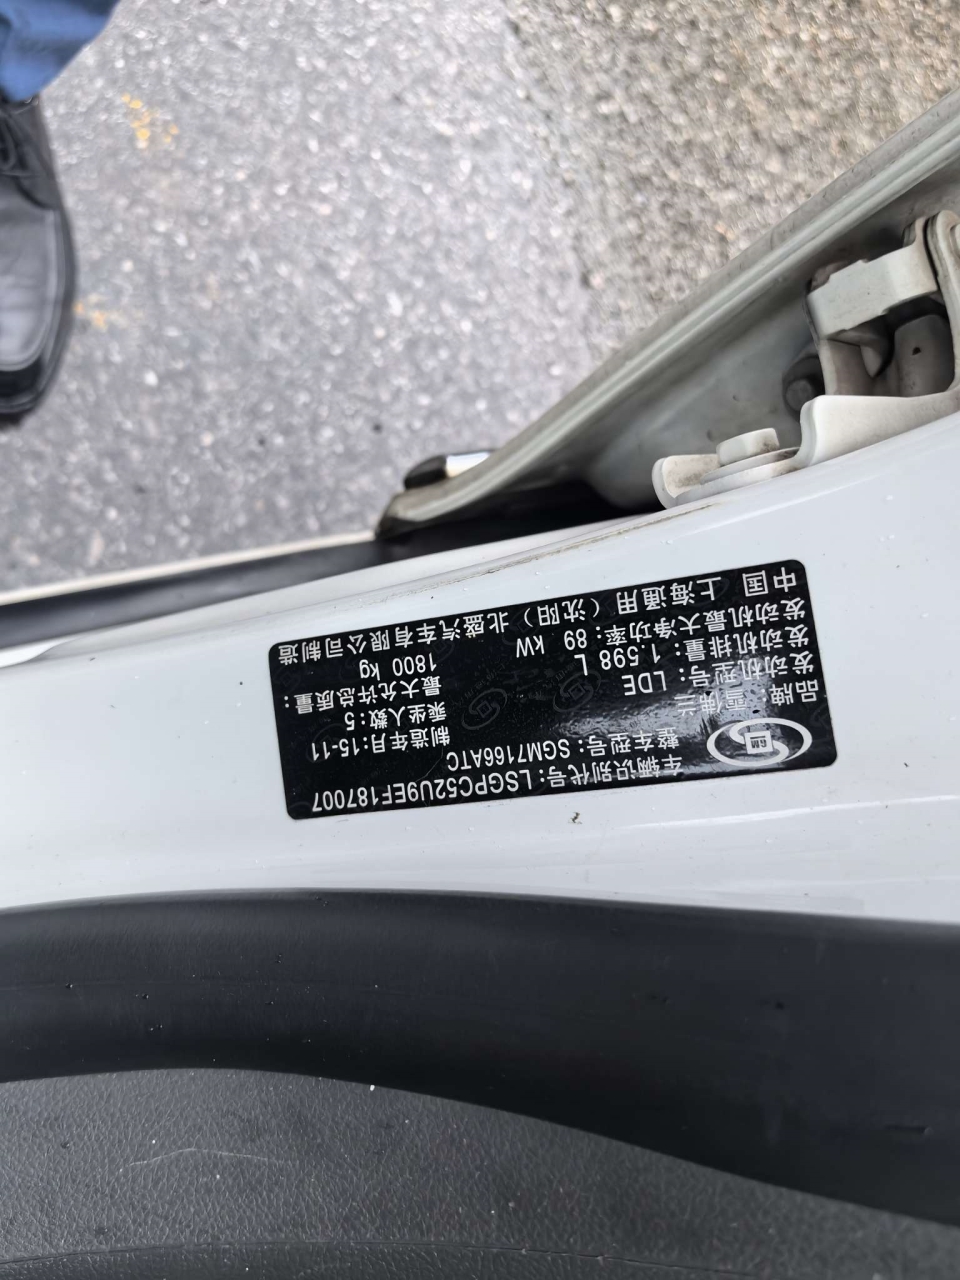 车辆识别代号:LSGPC52U9EF187007
GM
整车型号:SGM7166ATC
制造年月:15-11
品牌:雪佛兰
乘坐人数:5
发动机型号:LDE
最大允许总质量:
1800 kg
发动机排量:1.598 L
发动机最大净功率:89 kW
中国 上海通用(沈阳)北盛汽车有限公司制造